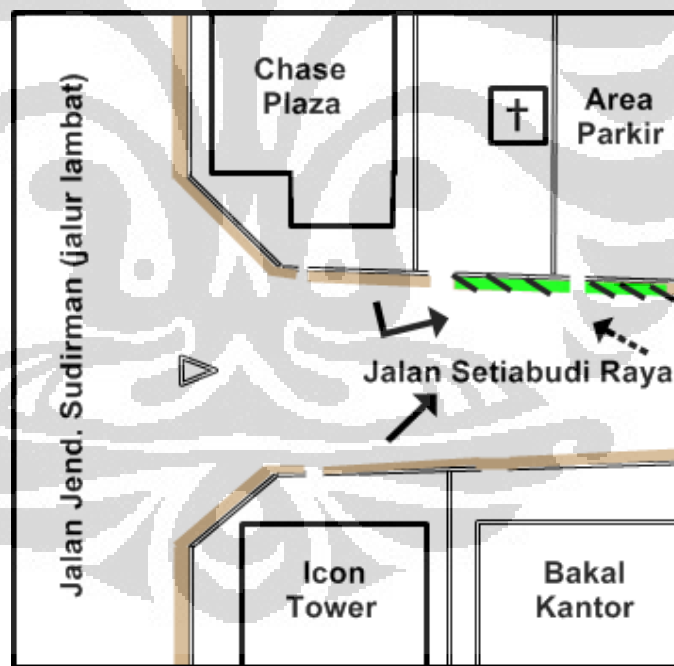 Chase
Plaza
Area
Parkir
Jalan Jend. Sudirman (jalur lambat)
Jalan Setiabudi Raya
Icon
Tower
Bakal
Kantor